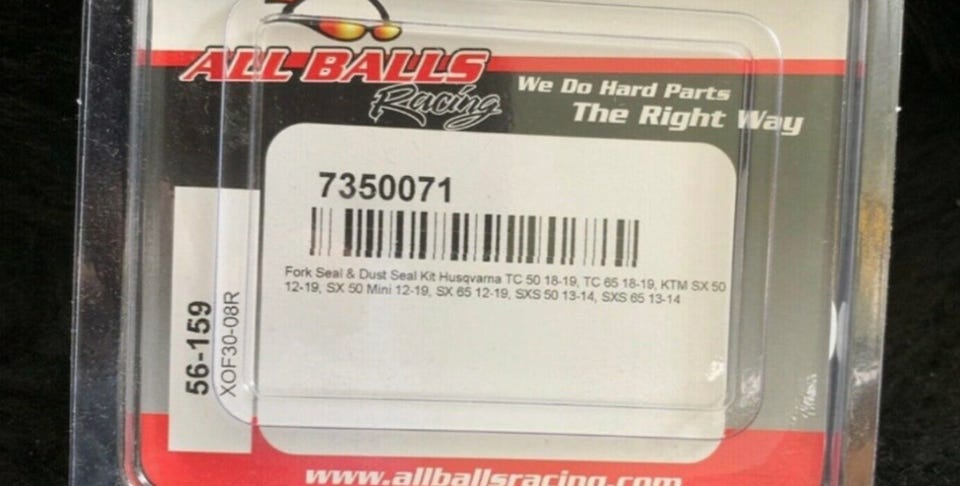 ALL BALLS
Racing
We Do Hard Parts
The Right Way
7350071
Fork Seal & Dust Seal Kit Husqvarna TC 50 18-19, TC 65 18-19, KTM SX 50
12-19, SX 50 Mini 12-19, SX 65 12-19, SXS 50 13-14, SXS 65 13-14
56-159
XOF30-08R
www.allballsracing.com